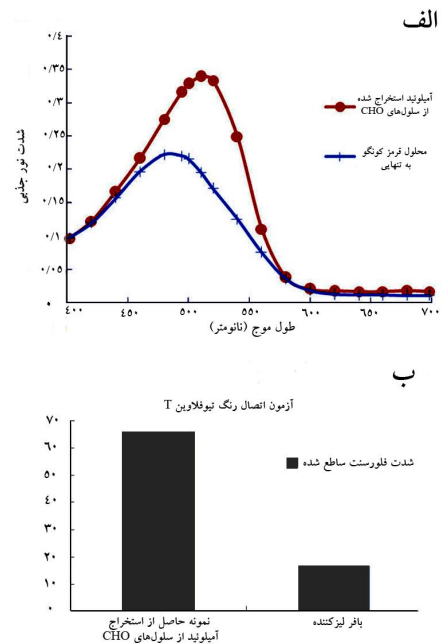 الف
۰/۴
۰/۳۵
۰/۳
۰/۲۵
۰/۲
۰/۱۵
۰/۱
۰/۰۵
۰
شدت نور جذبی
آمیلوئید استخراج شده
از سلول‌های CHO
محلول قرمز کونگو
به تنهایی
۴۰۰ ۴۵۰ ۵۰۰ ۵۵۰ ۶۰۰ ۶۵۰ ۷۰۰
طول موج (نانومتر)
ب
آزمون اتصال رنگ تیوفلاوین T
۷۰
۶۰
۵۰
۴۰
۳۰
۲۰
۱۰
۰
شدت فلورسنت ساطع شده
نمونه حاصل از استخراج
آمیلوئید از سلول‌های CHO
بافر لیزکننده